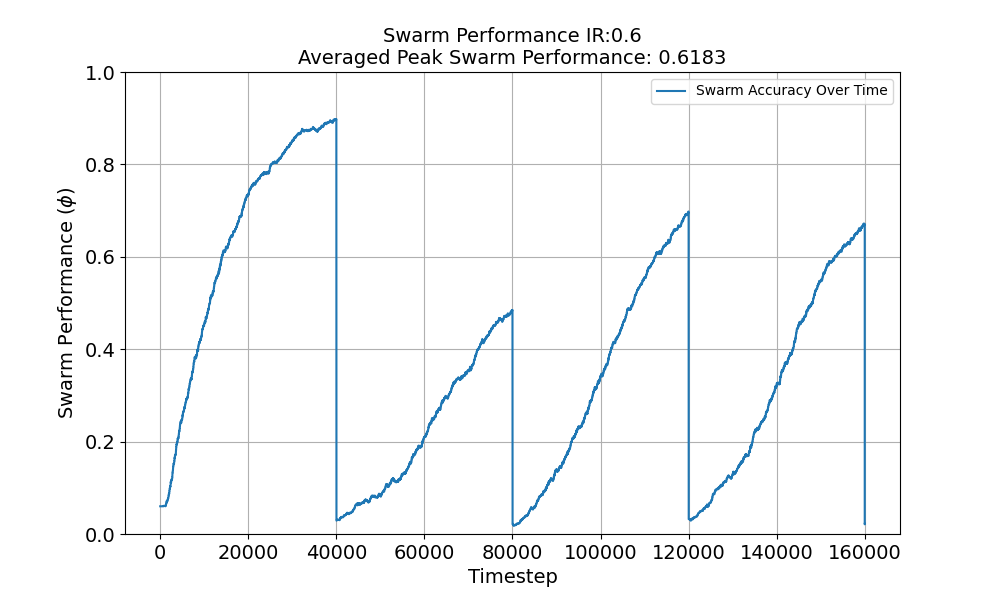 Swarm Performance IR:0.6
Averaged Peak Swarm Performance: 0.6183
Swarm Accuracy Over Time
Swarm Performance (ϕ)
1.0
0.8
0.6
0.4
0.2
0.0
0 20000 40000 60000 80000 100000 120000 140000 160000
Timestep